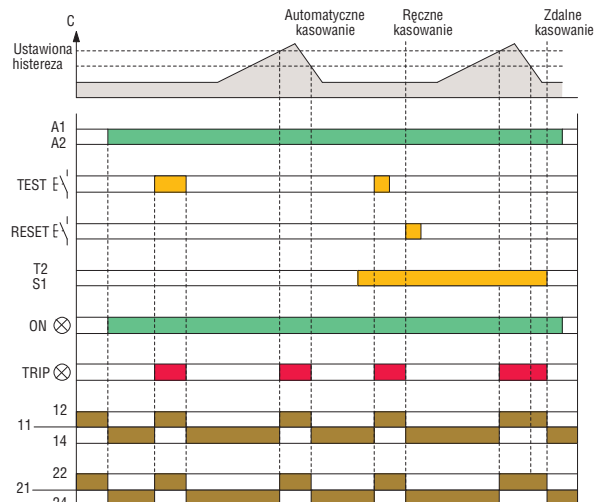 C
Automatyczne
kasowanie
Ręczne
kasowanie
Zdalne
kasowanie
Ustawiona
histereza
A1
A2
TEST
RESET
T2
S1
ON
TRIP
12
11
14
22
21
24